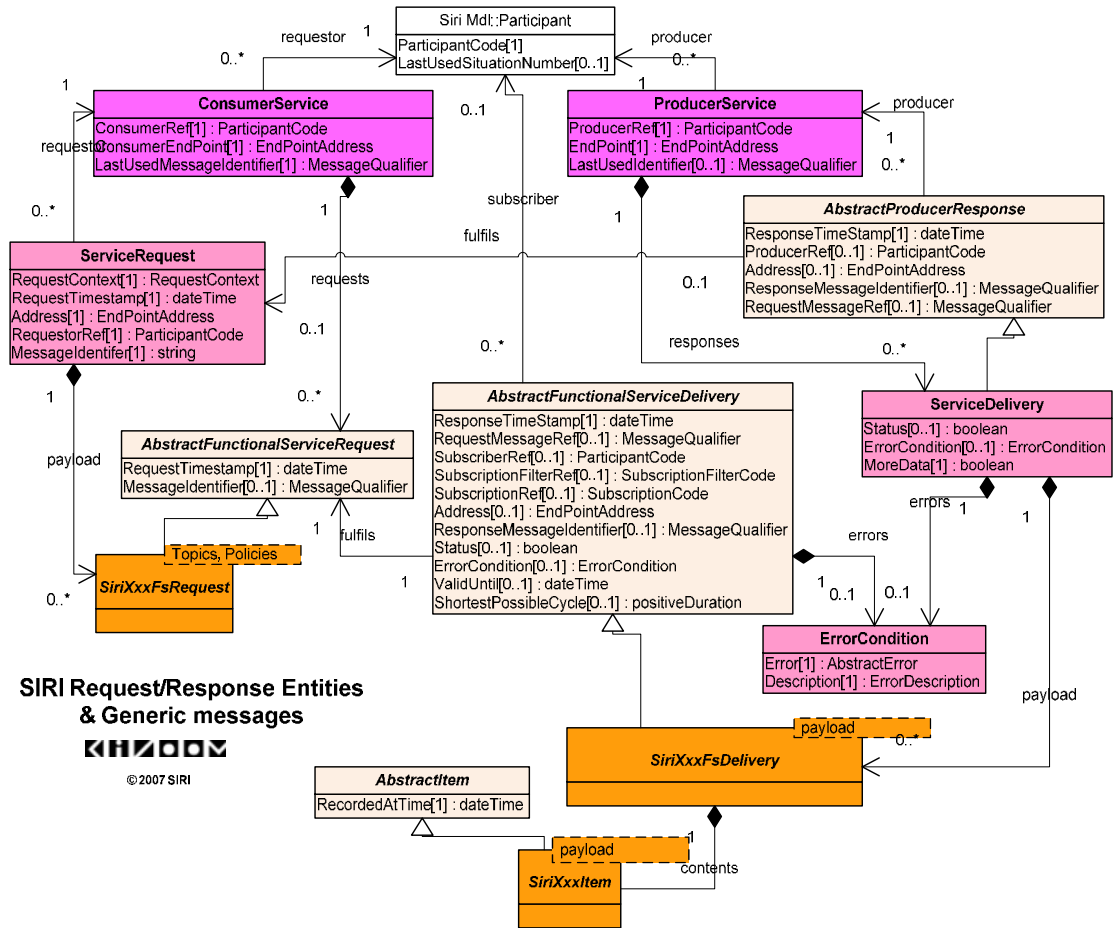 Siri Mdl::Participant
ParticipantCode[1]
LastUsedSituationNumber[0..1]
requestor
1
0..*
producer
0..*
1
1
0..1
ConsumerService
ConsumerRef[1] : ParticipantCode
ConsumerEndPoint[1] : EndPointAddress
LastUsedMessageIdentifier[1] : MessageQualifier
ProducerService
ProducerRef[1] : ParticipantCode
EndPoint[1] : EndPointAddress
LastUsedIdentifier[0..1] : MessageQualifier
producer
1
0..*
requestor
0..*
1
subscriber
1
fulfils
AbstractProducerResponse
ResponseTimeStamp[1] : dateTime
ProducerRef[0..1] : ParticipantCode
Address[0..1] : EndPointAddress
ResponseMessageIdentifier[0..1] : MessageQualifier
RequestMessageRef[0..1] : MessageQualifier
ServiceRequest
RequestContext[1] : RequestContext
RequestTimestamp[1] : dateTime
Address[1] : EndPointAddress
RequestorRef[1] : ParticipantCode
MessageIdentifer[1] : string
requests
0..1
0..1
0..*
responses
0..*
1
0..*
payload
AbstractFunctionalServiceDelivery
ResponseTimeStamp[1] : dateTime
RequestMessageRef[0..1] : MessageQualifier
SubscriberRef[0..1] : ParticipantCode
SubscriptionFilterRef[0..1] : SubscriptionFilterCode
SubscriptionRef[0..1] : SubscriptionCode
Address[0..1] : EndPointAddress
ResponseMessageIdentifier[0..1] : MessageQualifier
Status[0..1] : boolean
ErrorCondition[0..1] : ErrorCondition
ValidUntil[0..1] : dateTime
ShortestPossibleCycle[0..1] : positiveDuration
ServiceDelivery
Status[0..1] : boolean
ErrorCondition[0..1] : ErrorCondition
MoreData[1] : boolean
AbstractFunctionalServiceRequest
RequestTimestamp[1] : dateTime
MessageIdentifier[0..1] : MessageQualifier
1
fulfils
1
errors
1
1
errors
1
0..1
0..1
Topics, Policies
SiriXxxFsRequest
0..*
ErrorCondition
Error[1] : AbstractError
Description[1] : ErrorDescription
payload
SIRI Request/Response Entities
& Generic messages
KIZOOM
© 2007 SIRI
payload
0..*
SiriXxxFsDelivery
AbstractItem
RecordedAtTime[1] : dateTime
1
contents
payload
SiriXxxItem